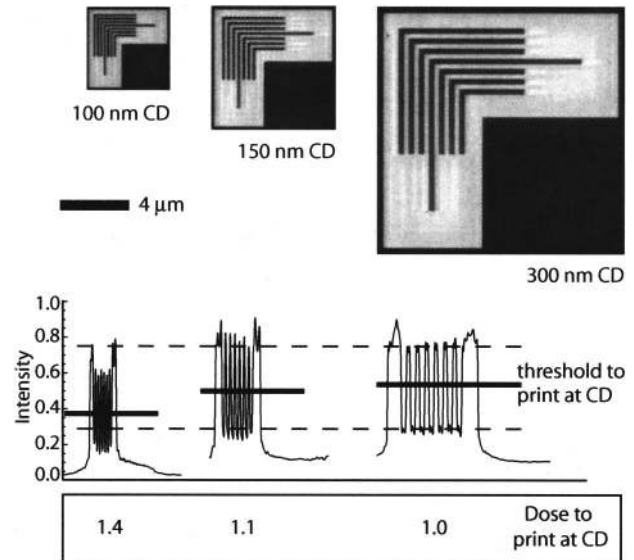 100 nm CD
150 nm CD
300 nm CD
4 μm
Intensity
1.0
0.8
0.6
0.4
0.2
0.0
threshold to
print at CD
1.4
1.1
1.0
Dose to
print at CD